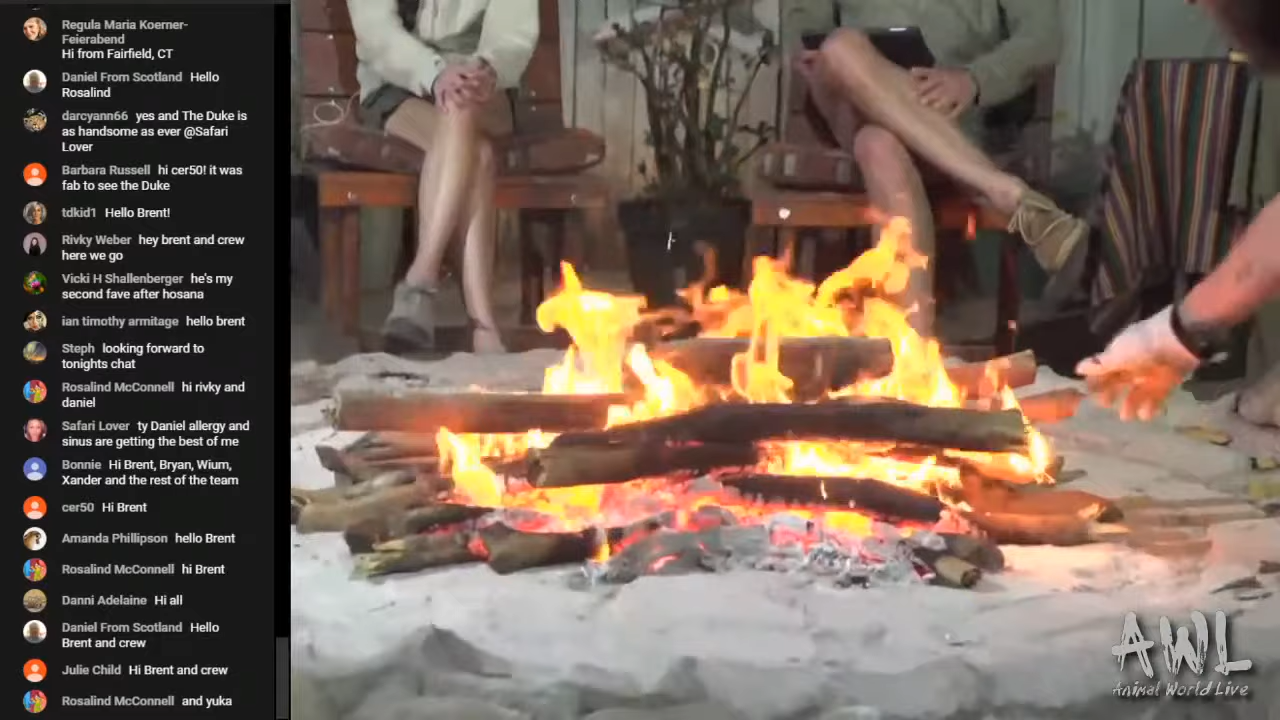 Regula Maria Koerner-
Feierabend
Hi from Fairfield, CT
Daniel From Scotland Hello
Rosalind
darcyann66 yes and The Duke is
as handsome as ever @Safari
Lover
Barbara Russell hi cer50! it was
fab to see the Duke
tdkid1 Hello Brent!
Rivky Weber hey brent and crew
here we go
Vicki H Shallenberger he's my
second fave after hosana
ian timothy armitage hello brent
Steph looking forward to
tonights chat
Rosalind McConnell hi rivky and
daniel
Safari Lover ty Daniel allergy and
sinus are getting the best of me
Bonnie Hi Brent, Bryan, Wium,
Xander and the rest of the team
cer50 Hi Brent
Amanda Phillipson hello Brent
Rosalind McConnell hi Brent
Danni Adelaine Hi all
Daniel From Scotland Hello
Brent and crew
Julie Child Hi Brent and crew
Rosalind McConnell and yuka
AWL
Animal World Live